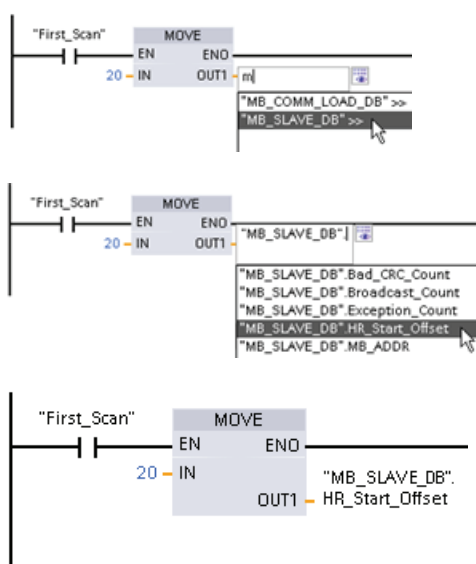 "First_Scan"
MOVE
EN ENO
20 IN OUT1 m
"MB_COMM_LOAD_DB" >>
"MB_SLAVE_DB" >>
"First_Scan"
MOVE
EN ENO
20 IN OUT1 "MB_SLAVE_DB".
"MB_SLAVE_DB".Bad_CRC_Count
"MB_SLAVE_DB".Broadcast_Count
"MB_SLAVE_DB".Exception_Count
"MB_SLAVE_DB".HR_Start_Offset
"MB_SLAVE_DB".MB_ADDR
"First_Scan"
MOVE
EN ENO
20 IN
"MB_SLAVE_DB".
OUT1 HR_Start_Offset